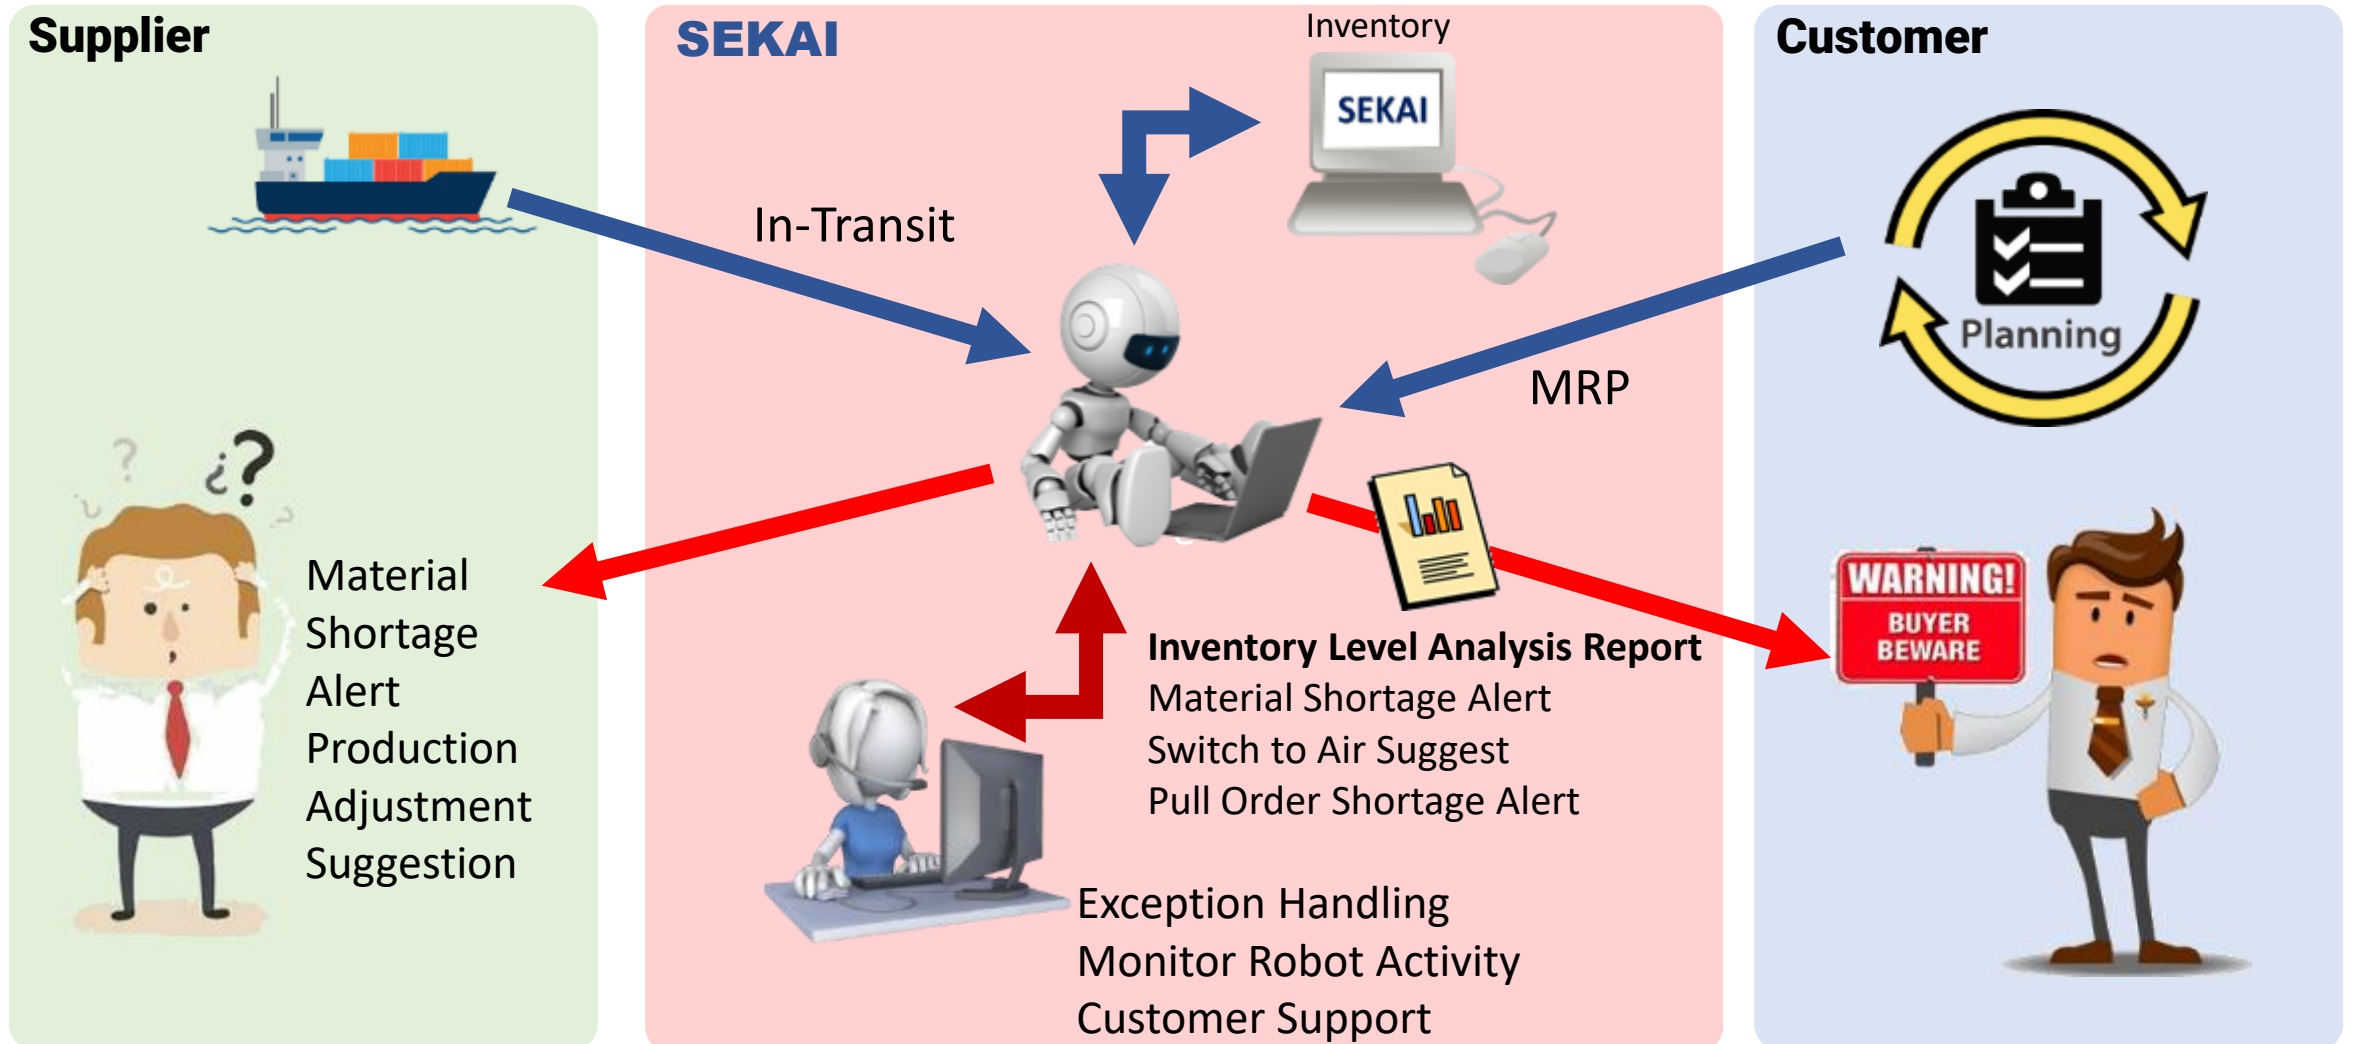 Supplier
SEKAI
Inventory
Customer
SEKAI
In-Transit
Planning
MRP
? ¿?
Material
Shortage
Alert
Production
Adjustment
Suggestion
WARNING!
BUYER
BEWARE
Inventory Level Analysis Report
Material Shortage Alert
Switch to Air Suggest
Pull Order Shortage Alert
Exception Handling
Monitor Robot Activity
Customer Support